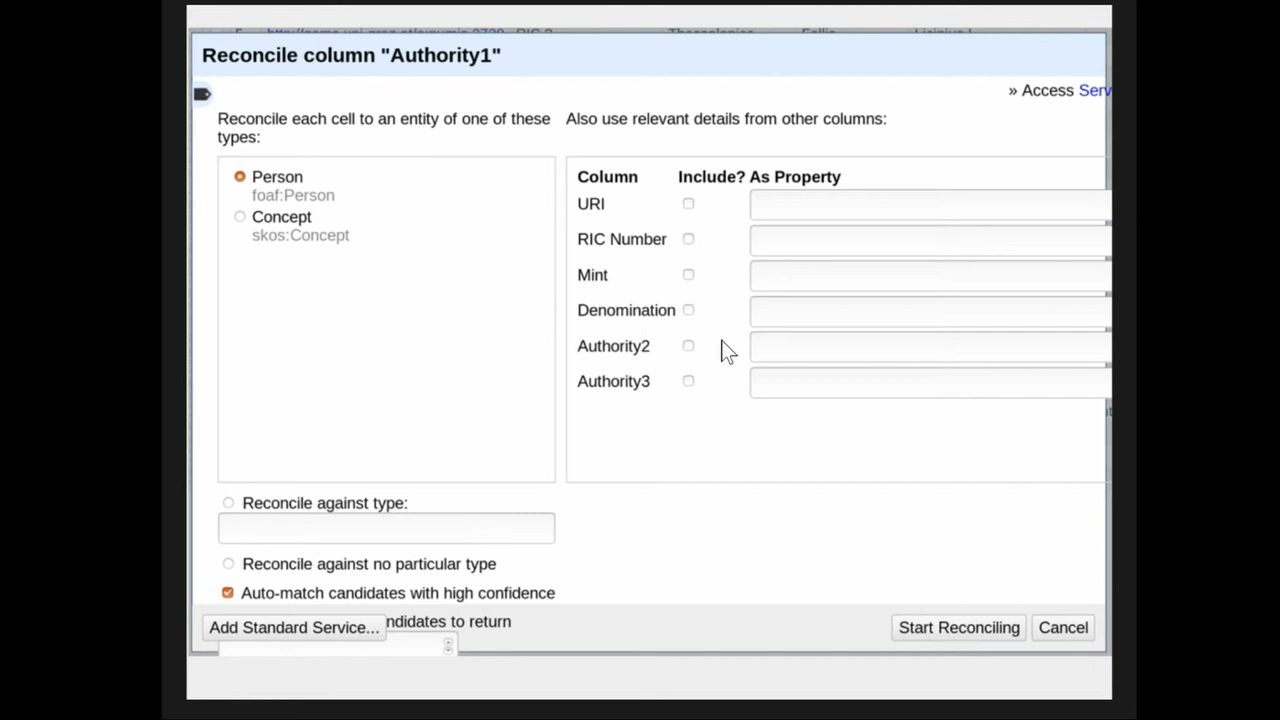 Reconcile column "Authority1"
» Access Serv
Reconcile each cell to an entity of one of these types:
Also use relevant details from other columns:
Person
foaf:Person
Concept
skos:Concept
Column Include? As Property
URI
RIC Number
Mint
Denomination
Authority2
Authority3
Reconcile against type:
Reconcile against no particular type
Auto-match candidates with high confidence
ndidates to return
Add Standard Service...
Start Reconciling
Cancel